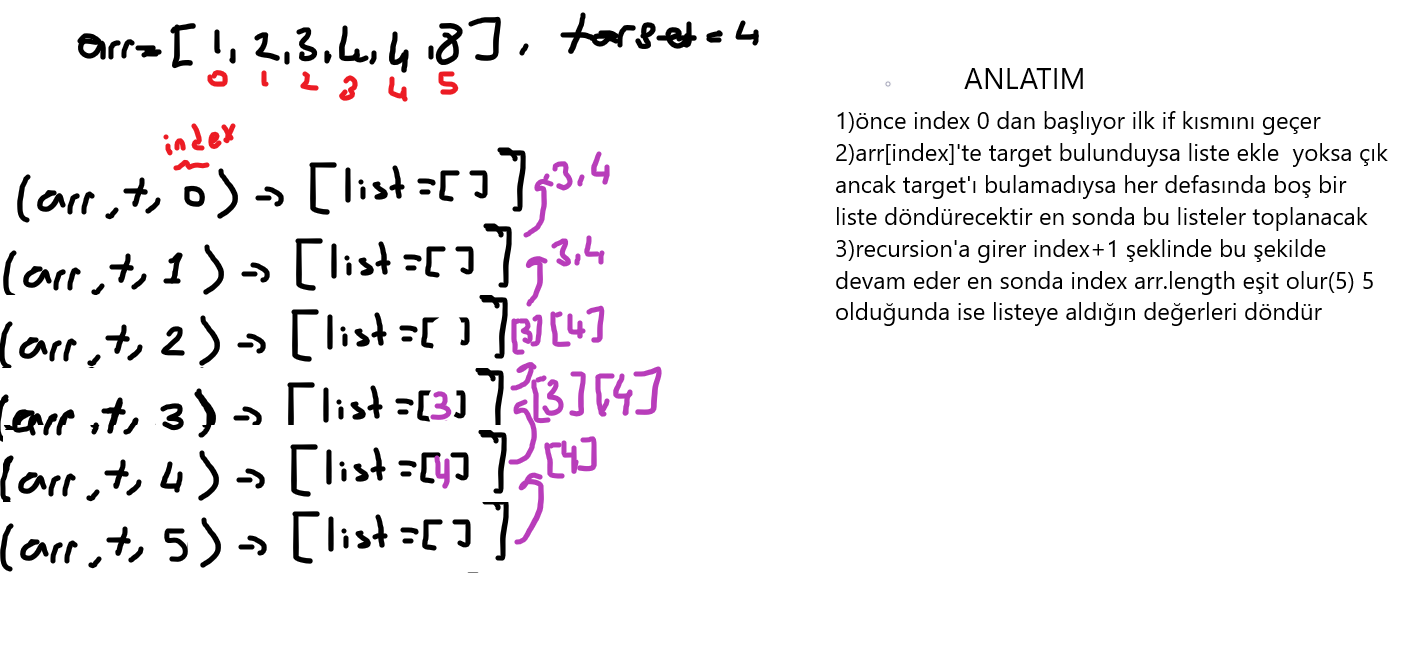 arr=[1,2,3,4,4,8], target=4
0 1 2 3 4 5
index
(arr,t,0)->[list=[]] 3,4
(arr,t,1)->[list=[]] 3,4
(arr,t,2)->[list=[]] [3][4]
(arr,t,3)->[list=[3]] [3][4]
(arr,t,4)->[list=[4]] [4]
(arr,t,5)->[list=[]]
ANLATIM
1)önce index 0 dan başlıyor ilk if kısmını geçer
2)arr[index]'te target bulunduysa liste ekle yoksa çık
ancak target'ı bulamadıysa her defasında boş bir
liste döndürecektir en sonda bu listeler toplanacak
3)recursion'a girer index+1 şeklinde bu şekilde
devam eder en sonda index arr.length eşit olur(5) 5
olduğunda ise listeye aldığın değerleri döndür